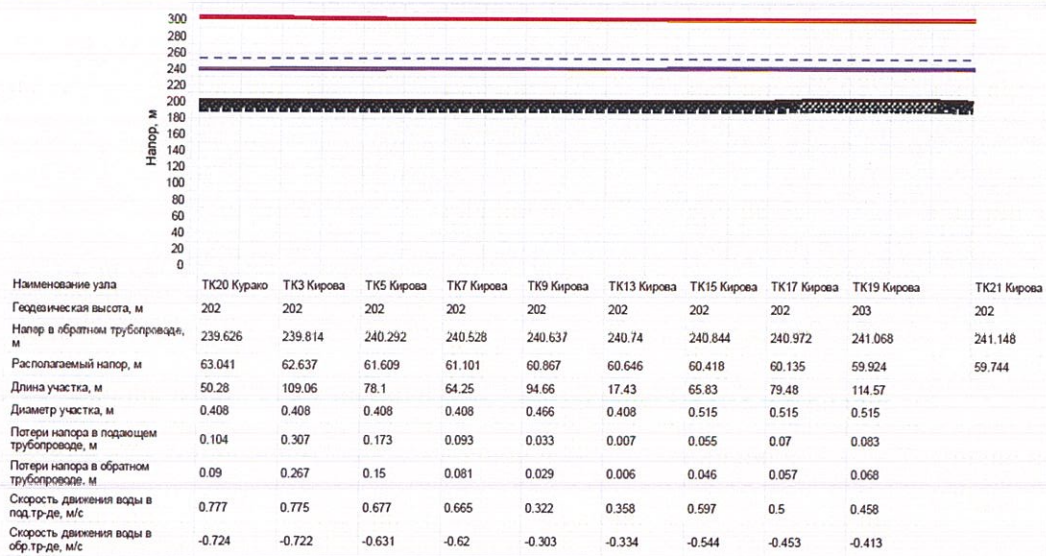 300
280
260
240
220
200
180
160
140
120
100
80
60
40
20
0
Напор, м
Наименование узла ТК20 Курако ТК3 Кирова ТК5 Кирова ТК7 Кирова ТК9 Кирова ТК13 Кирова ТК15 Кирова ТК17 Кирова ТК19 Кирова ТК21 Кирова
Геодезическая высота, м 202 202 202 202 202 202 202 202 203 202
Напор в обратном трубопроводе, м 239.626 239.814 240.292 240.528 240.637 240.74 240.844 240.972 241.068 241.148
Располагаемый напор, м 63.041 62.637 61.609 61.101 60.867 60.646 60.418 60.135 59.924 59.744
Длина участка, м 50.28 109.06 78.1 64.25 94.66 17.43 65.83 79.48 114.57
Диаметр участка, м 0.408 0.408 0.408 0.408 0.466 0.408 0.515 0.515 0.515
Потери напора в подающем трубопроводе, м 0.104 0.307 0.173 0.093 0.033 0.007 0.055 0.07 0.083
Потери напора в обратном трубопроводе, м 0.09 0.267 0.15 0.081 0.029 0.006 0.046 0.057 0.068
Скорость движения воды в под.тр-де, м/с 0.777 0.775 0.677 0.665 0.322 0.358 0.597 0.5 0.458
Скорость движения воды в обр.тр-де, м/с -0.724 -0.722 -0.631 -0.62 -0.303 -0.334 -0.544 -0.453 -0.413